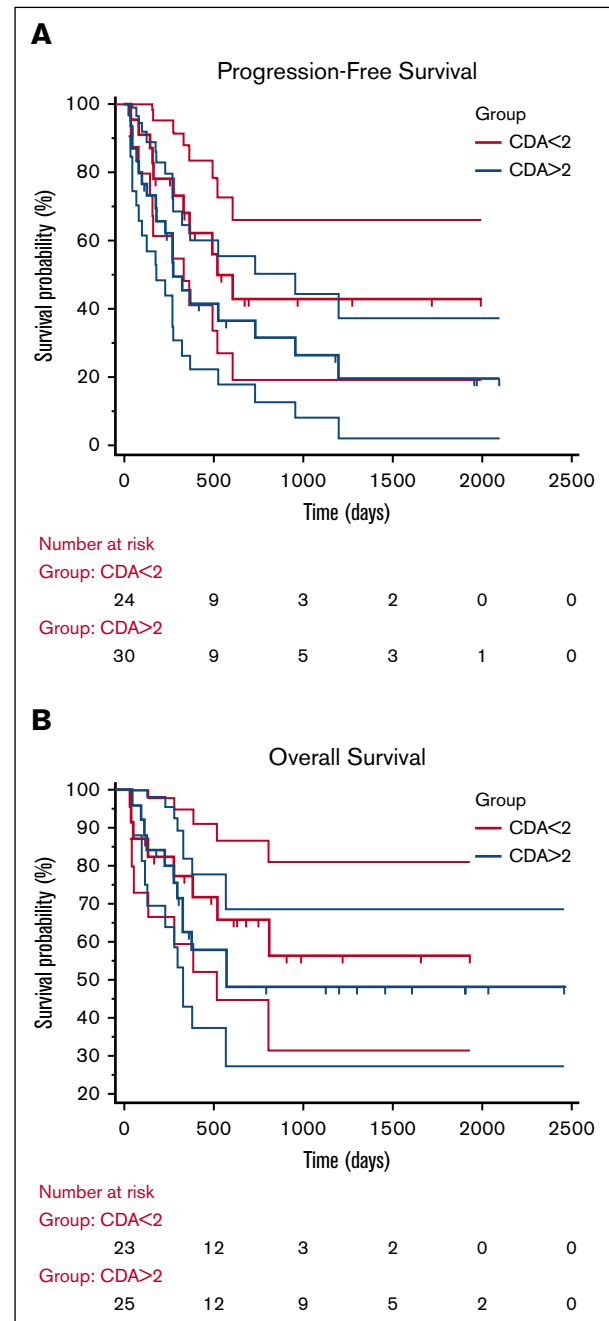 A
Progression-Free Survival
Group
CDA<2
CDA>2
Survival probability (%)
100
80
60
40
20
0
0 500 1000 1500 2000 2500
Time (days)
Number at risk
Group: CDA<2
24 9 3 2 0 0
Group: CDA>2
30 9 5 3 1 0
B
Overall Survival
Group
CDA<2
CDA>2
Survival probability (%)
100
90
80
70
60
50
40
30
20
0 500 1000 1500 2000 2500
Time (days)
Number at risk
Group: CDA<2
23 12 3 2 0 0
Group: CDA>2
25 12 9 5 2 0